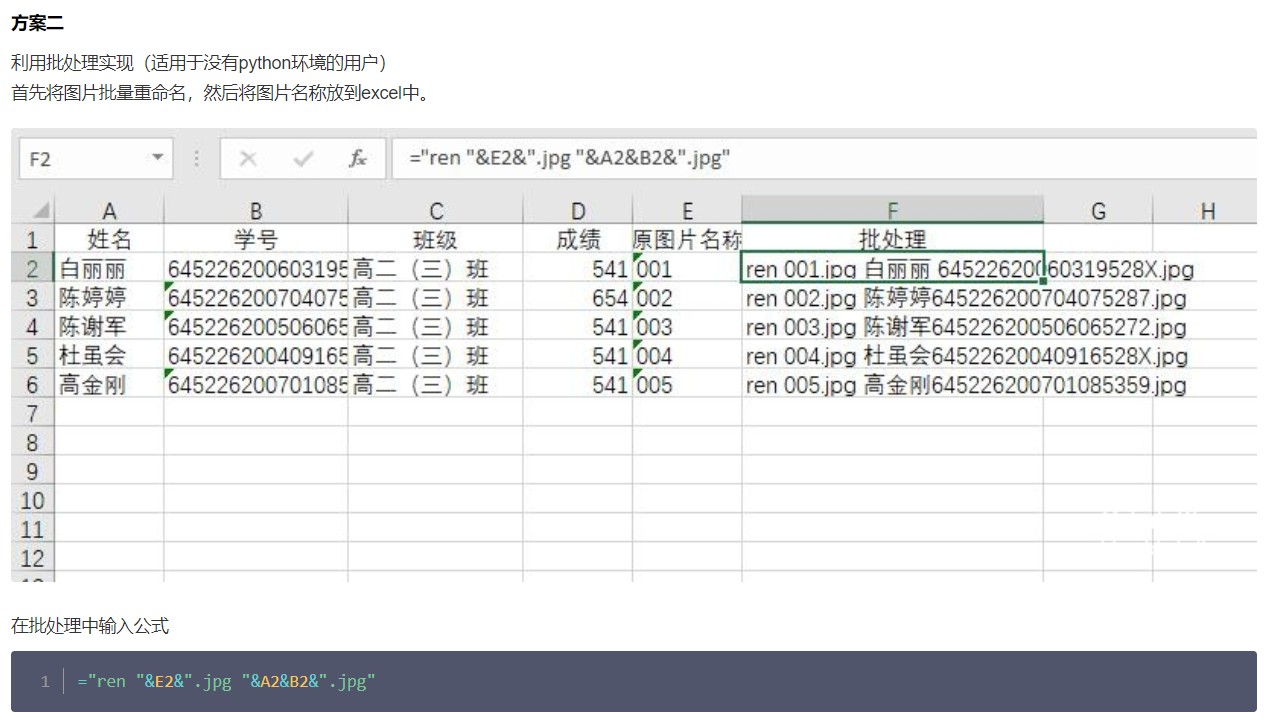 方案二
利用批处理实现（适用于没有python环境的用户）
首先将图片批量重命名，然后将图片名称放到excel中。
F2 fx ="ren "&E2&".jpg "&A2&B2&".jpg"
A B C D E F G H
1 姓名 学号 班级 成绩 原图片名称 批处理
2 白丽丽 645226200603195 高二（三）班 541 001 ren 001.jpg 白丽丽 64522620060319528X.jpg
3 陈婷婷 645226200704075 高二（三）班 654 002 ren 002.jpg 陈婷婷645226200704075287.jpg
4 陈谢军 645226200506065 高二（三）班 541 003 ren 003.jpg 陈谢军645226200506065272.jpg
5 杜虽会 645226200409165 高二（三）班 541 004 ren 004.jpg 杜虽会64522620040916528X.jpg
6 高金刚 645226200701085 高二（三）班 541 005 ren 005.jpg 高金刚645226200701085359.jpg
7
8
9
10
11
12
在批处理中输入公式
1 ="ren "&E2&".jpg "&A2&B2&".jpg"